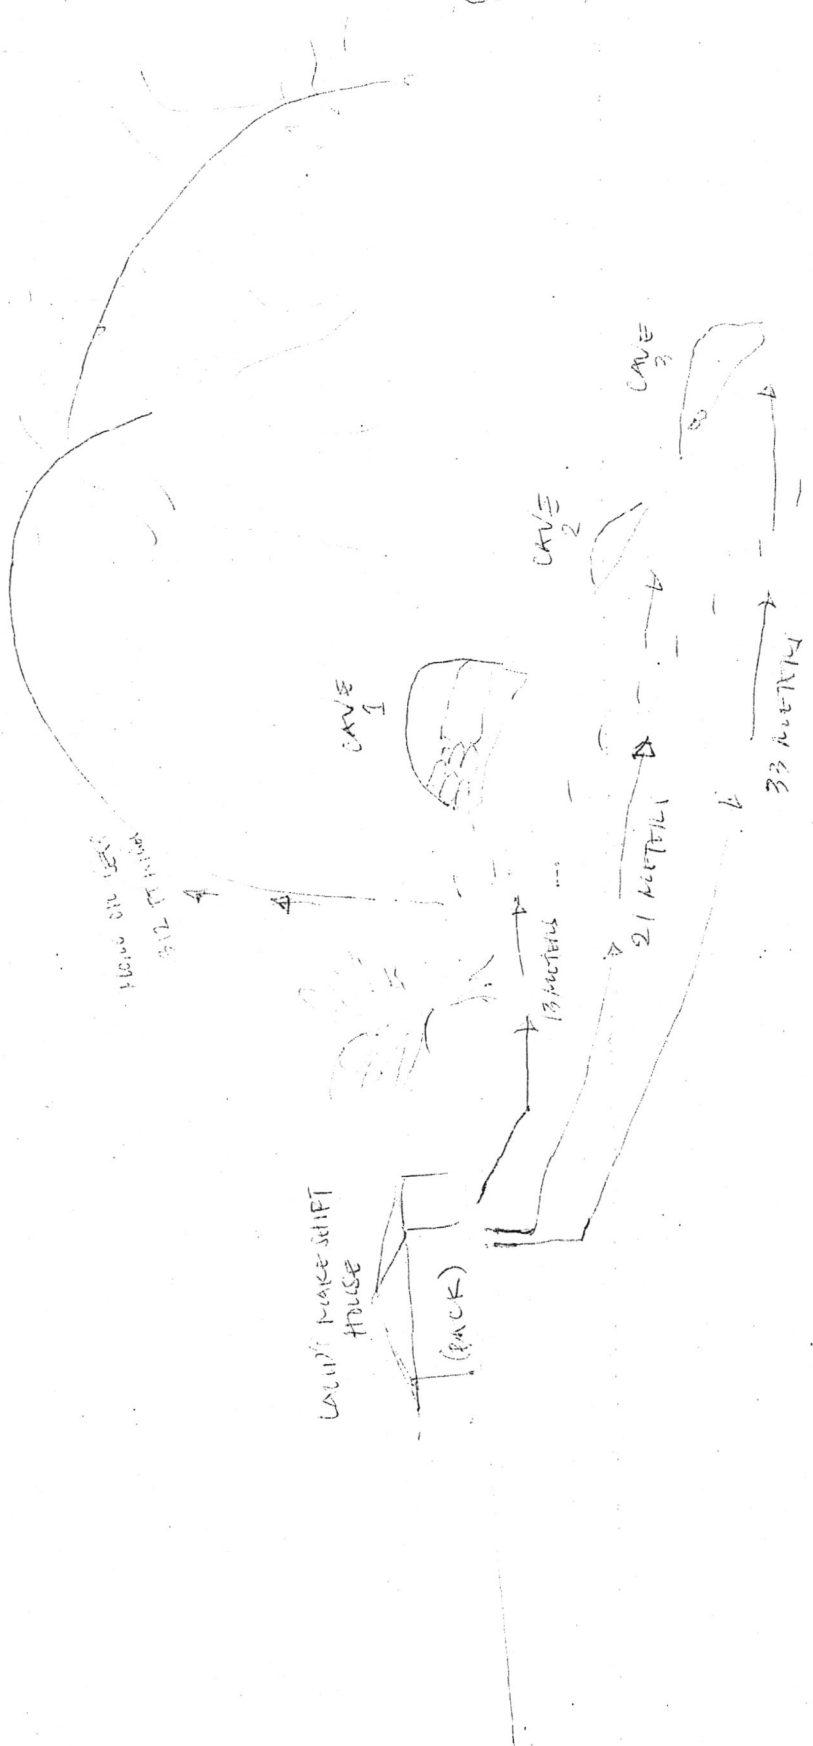 MAKE SHIFT
HOUSE
(BACK)
CAVE
1
CAVE
2
CAVE
3
13 METERS
21 METERS
33 METERS